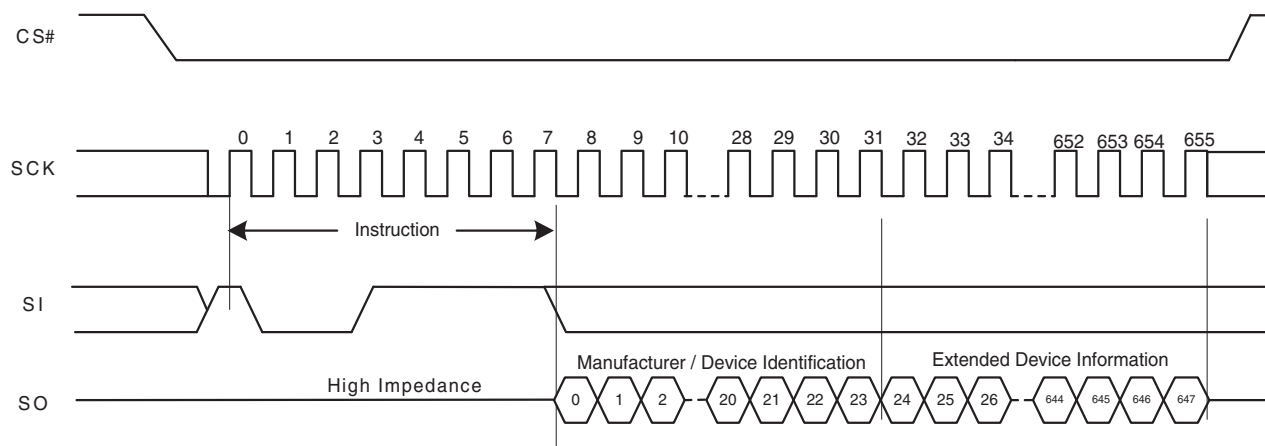 CS#
0 1 2 3 4 5 6 7 8 9 10 28 29 30 31 32 33 34 652 653 654 655
SCK
Instruction
SI
Manufacturer / Device Identification Extended Device Information
High Impedance
SO 0 1 2 20 21 22 23 24 25 26 644 645 646 647